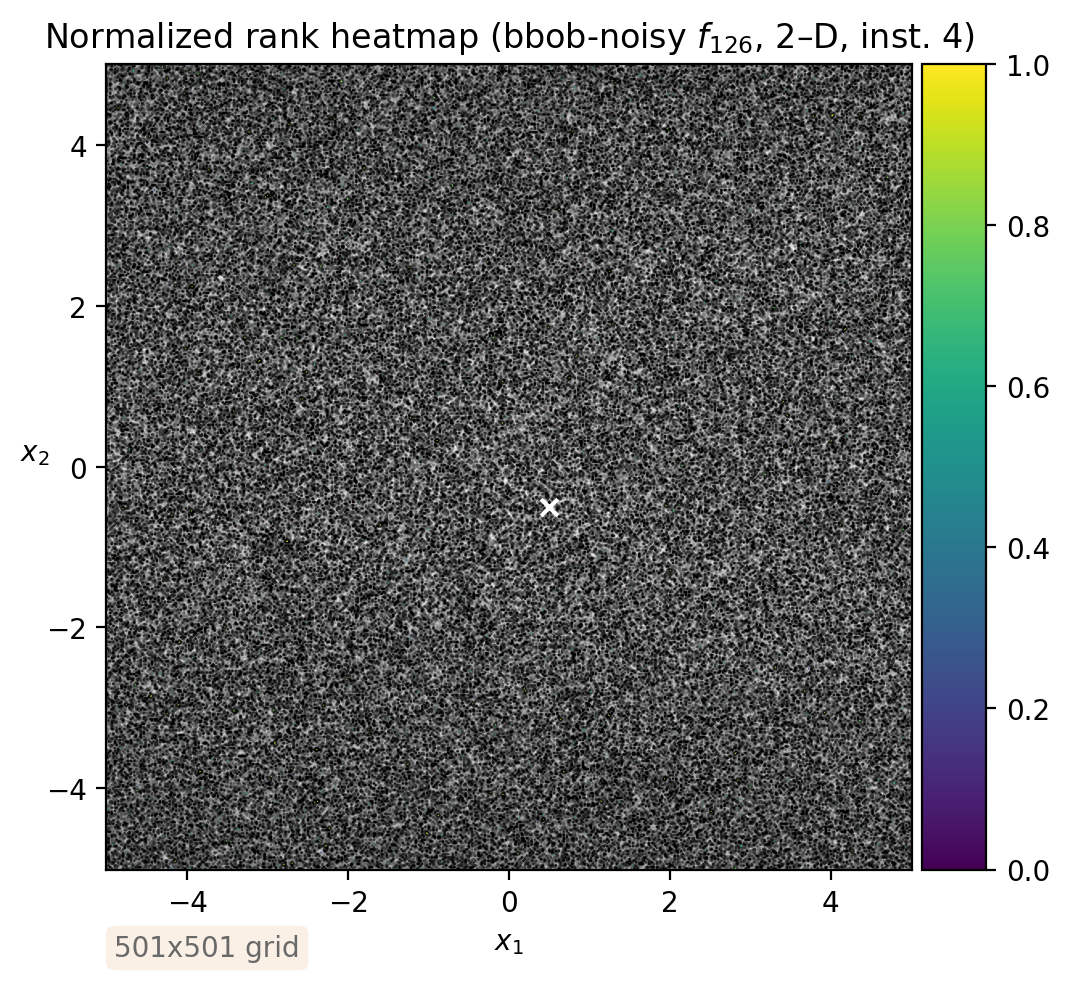 Normalized rank heatmap (bbob-noisy f126, 2–D, inst. 4)
1.0
0.8
0.6
0.4
0.2
0.0
4
2
0
−2
−4
x2
−4 −2 0 2 4
x1
501x501 grid